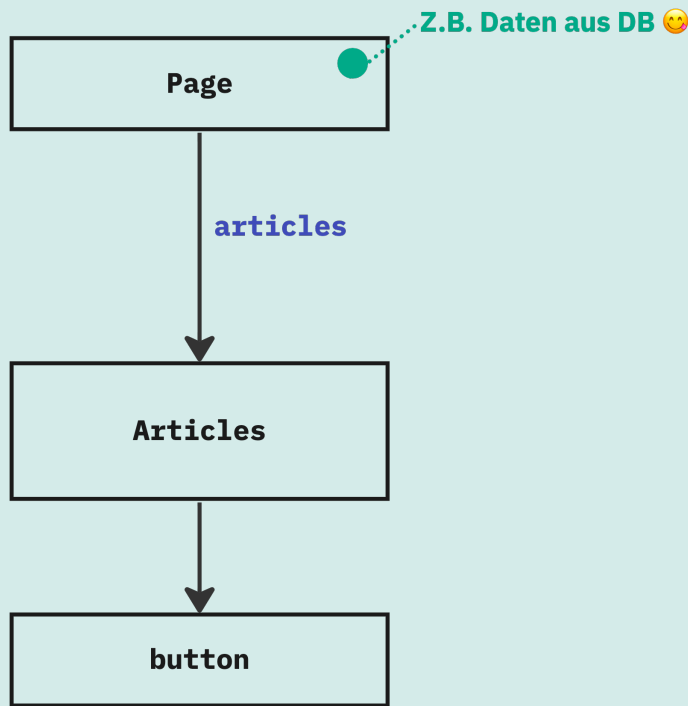 Z.B. Daten aus DB 😋
Page
articles
Articles
button